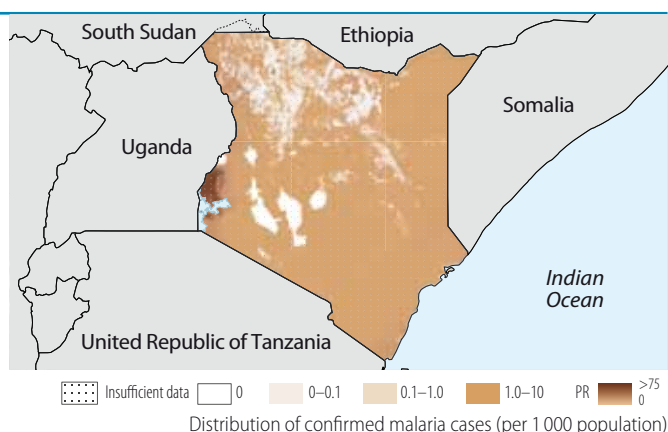 South Sudan
Ethiopia
Somalia
Uganda
Indian
Ocean
United Republic of Tanzania
Insufficient data 0 0–0.1 0.1–1.0 1.0–10 PR >75
0
Distribution of confirmed malaria cases (per 1 000 population)